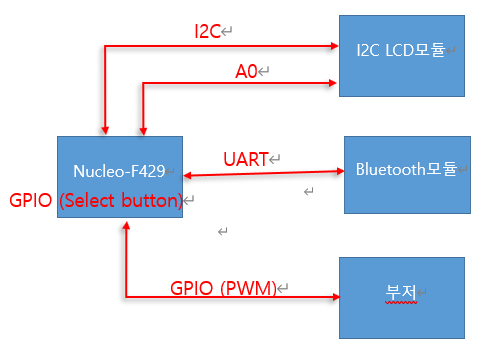 I2C
I2C LCD모듈
A0
Nucleo-F429
UART
Bluetooth모듈
GPIO (Select button)
GPIO (PWM)
부저